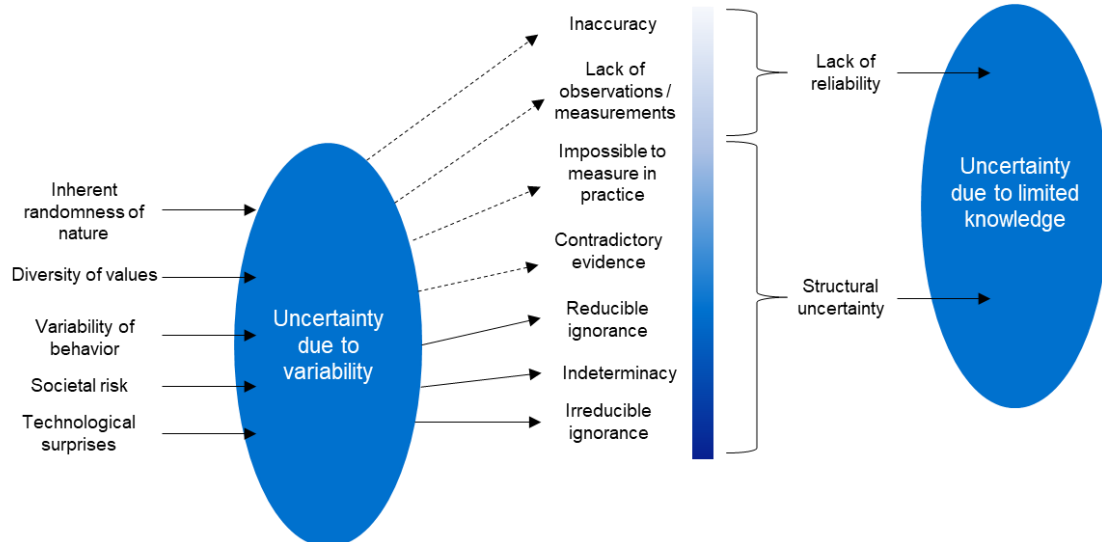 Inherent
randomness of
nature
Diversity of values
Variability of
behavior
Societal risk
Technological
surprises
Uncertainty
due to
variability
Inaccuracy
Lack of
observations /
measurements
Impossible to
measure in
practice
Contradictory
evidence
Reducible
ignorance
Indeterminacy
Irreducible
ignorance
Lack of
reliability
Structural
uncertainty
Uncertainty
due to limited
knowledge